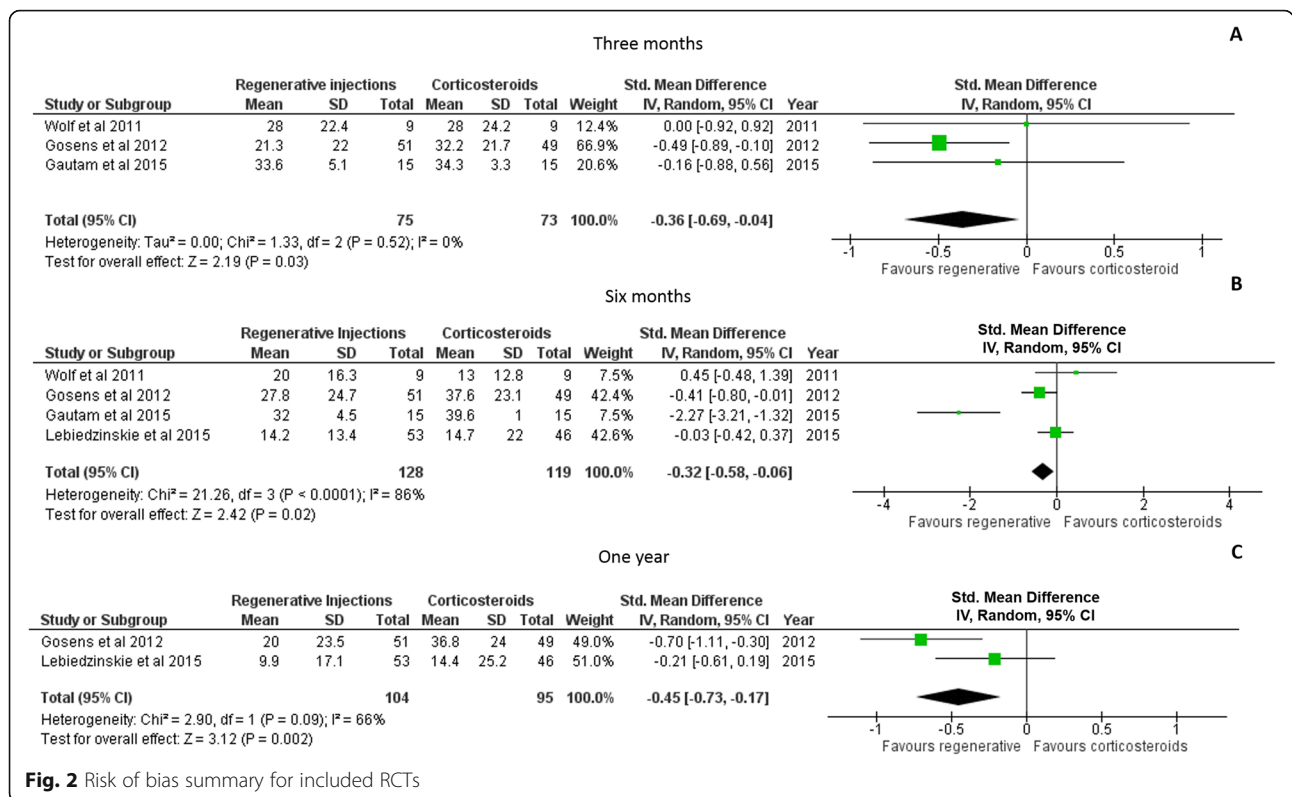 A
Three months
Regenerative injections Corticosteroids Std. Mean Difference Std. Mean Difference
Study or Subgroup Mean SD Total Mean SD Total Weight IV, Random, 95% CI Year IV, Random, 95% CI
Wolf et al 2011 28 22.4 9 28 24.2 9 12.4% 0.00 [-0.92, 0.92] 2011
Gosens et al 2012 21.3 22 51 32.2 21.7 49 66.9% -0.49 [-0.89, -0.10] 2012
Gautam et al 2015 33.6 5.1 15 34.3 3.3 15 20.6% -0.16 [-0.88, 0.56] 2015
Total (95% CI) 75 73 100.0% -0.36 [-0.69, -0.04]
Heterogeneity: Tau² = 0.00; Chi² = 1.33, df = 2 (P = 0.52); I² = 0%
Test for overall effect: Z = 2.19 (P = 0.03)
-1 -0.5 0 0.5 1
Favours regenerative Favours corticosteroid
B
Six months
Regenerative Injections Corticosteroids Std. Mean Difference Std. Mean Difference
Study or Subgroup Mean SD Total Mean SD Total Weight IV, Random, 95% CI Year IV, Random, 95% CI
Wolf et al 2011 20 16.3 9 13 12.8 9 7.5% 0.45 [-0.48, 1.39] 2011
Gosens et al 2012 27.8 24.7 51 37.6 23.1 49 42.4% -0.41 [-0.80, -0.01] 2012
Gautam et al 2015 32 4.5 15 39.6 1 15 7.5% -2.27 [-3.21, -1.32] 2015
Lebiedzinskie et al 2015 14.2 13.4 53 14.7 22 46 42.6% -0.03 [-0.42, 0.37] 2015
Total (95% CI) 128 119 100.0% -0.32 [-0.58, -0.06]
Heterogeneity: Chi² = 21.26, df = 3 (P < 0.0001); I² = 86%
Test for overall effect: Z = 2.42 (P = 0.02)
-4 -2 0 2 4
Favours regenerative Favours corticosteroids
C
One year
Regenerative Injections Corticosteroids Std. Mean Difference Std. Mean Difference
Study or Subgroup Mean SD Total Mean SD Total Weight IV, Random, 95% CI Year IV, Random, 95% CI
Gosens et al 2012 20 23.5 51 36.8 24 49 49.0% -0.70 [-1.11, -0.30] 2012
Lebiedzinskie et al 2015 9.9 17.1 53 14.4 25.2 46 51.0% -0.21 [-0.61, 0.19] 2015
Total (95% CI) 104 95 100.0% -0.45 [-0.73, -0.17]
Heterogeneity: Chi² = 2.90, df = 1 (P = 0.09); I² = 66%
Test for overall effect: Z = 3.12 (P = 0.002)
-1 -0.5 0 0.5 1
Favours regenerative Favours corticosteroids
Fig. 2 Risk of bias summary for included RCTs